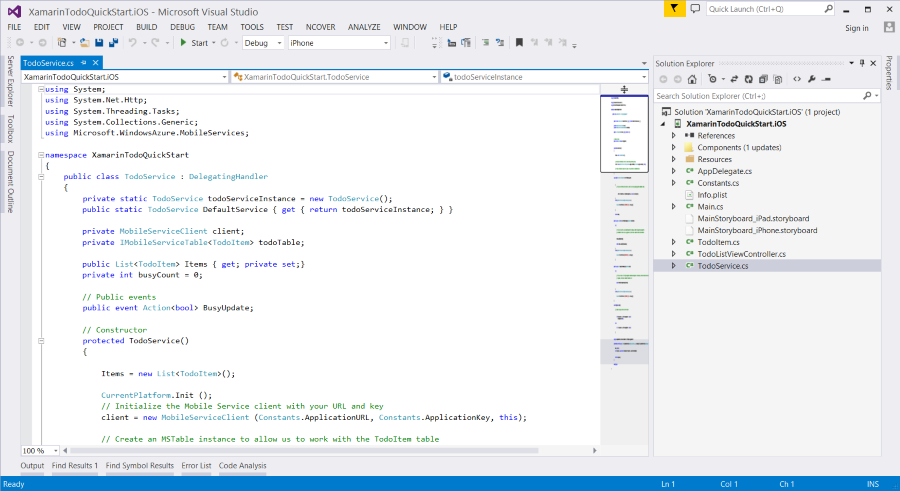 XamarinTodoQuickStart.iOS - Microsoft Visual Studio
Quick Launch (Ctrl+Q)
FILE EDIT VIEW PROJECT BUILD DEBUG TEAM TOOLS TEST NCOVER ANALYZE WINDOW HELP
Sign in
Start Debug iPhone
Server Explorer
Toolbox
Document Outline
TodoService.cs
XamarinTodoQuickStart.iOS XamarinTodoQuickStart.TodoService todoServiceInstance
using System;
using System.Net.Http;
using System.Threading.Tasks;
using System.Collections.Generic;
using Microsoft.WindowsAzure.MobileServices;
namespace XamarinTodoQuickStart
{
public class TodoService : DelegatingHandler
{
private static TodoService todoServiceInstance = new TodoService();
public static TodoService DefaultService { get { return todoServiceInstance; } }
private MobileServiceClient client;
private IMobileServiceTable<TodoItem> todoTable;
public List<TodoItem> Items { get; private set;}
private int busyCount = 0;
// Public events
public event Action<bool> BusyUpdate;
// Constructor
protected TodoService()
{
Items = new List<TodoItem>();
CurrentPlatform.Init ();
// Initialize the Mobile Service client with your URL and key
client = new MobileServiceClient (Constants.ApplicationURL, Constants.ApplicationKey, this);
// Create an MSTable instance to allow us to work with the TodoItem table
100 %
Solution Explorer
Search Solution Explorer (Ctrl+;)
Solution 'XamarinTodoQuickStart.iOS' (1 project)
XamarinTodoQuickStart.iOS
References
Components (1 updates)
Resources
AppDelegate.cs
Constants.cs
Info.plist
Main.cs
MainStoryboard_iPad.storyboard
MainStoryboard_iPhone.storyboard
TodoItem.cs
TodoListViewController.cs
TodoService.cs
Properties
Output Find Results 1 Find Symbol Results Error List Code Analysis
Ready Ln 1 Col 1 Ch 1 INS